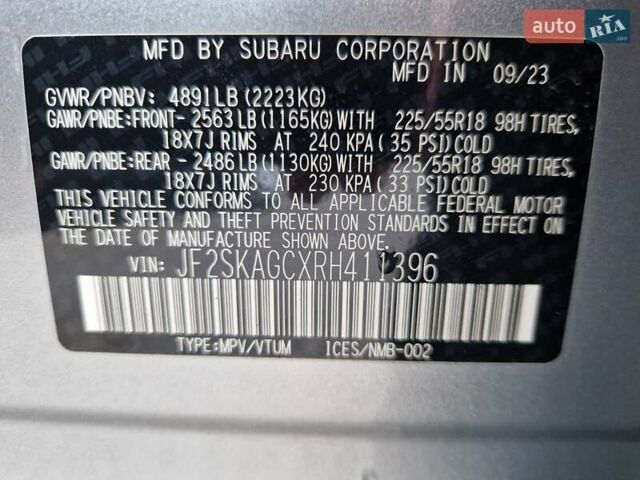 auto RIA .com
MFD BY SUBARU CORPORATION
MFD IN 09/23
GVWR/PNBV: 4891LB (2223KG)
GAWR/PNBE:FRONT- 2563LB (1165KG)WITH 225/55R18 98H TIRES,
18X7J RIMS AT 240 KPA (35 PSI)COLD
GAWR/PNBE:REAR - 2486LB (1130KG)WITH 225/55R18 98H TIRES,
18X7J RIMS AT 230 KPA (33 PSI)COLD
THIS VEHICLE CONFORMS TO ALL APPLICABLE FEDERAL MOTOR
VEHICLE SAFETY AND THEFT PREVENTION STANDARDS IN EFFECT ON
THE DATE OF MANUFACTURE SHOWN ABOVE.
VIN: JF2SKAGCXRH411396
TYPE:MPV/VTUM ICES/NMB-002